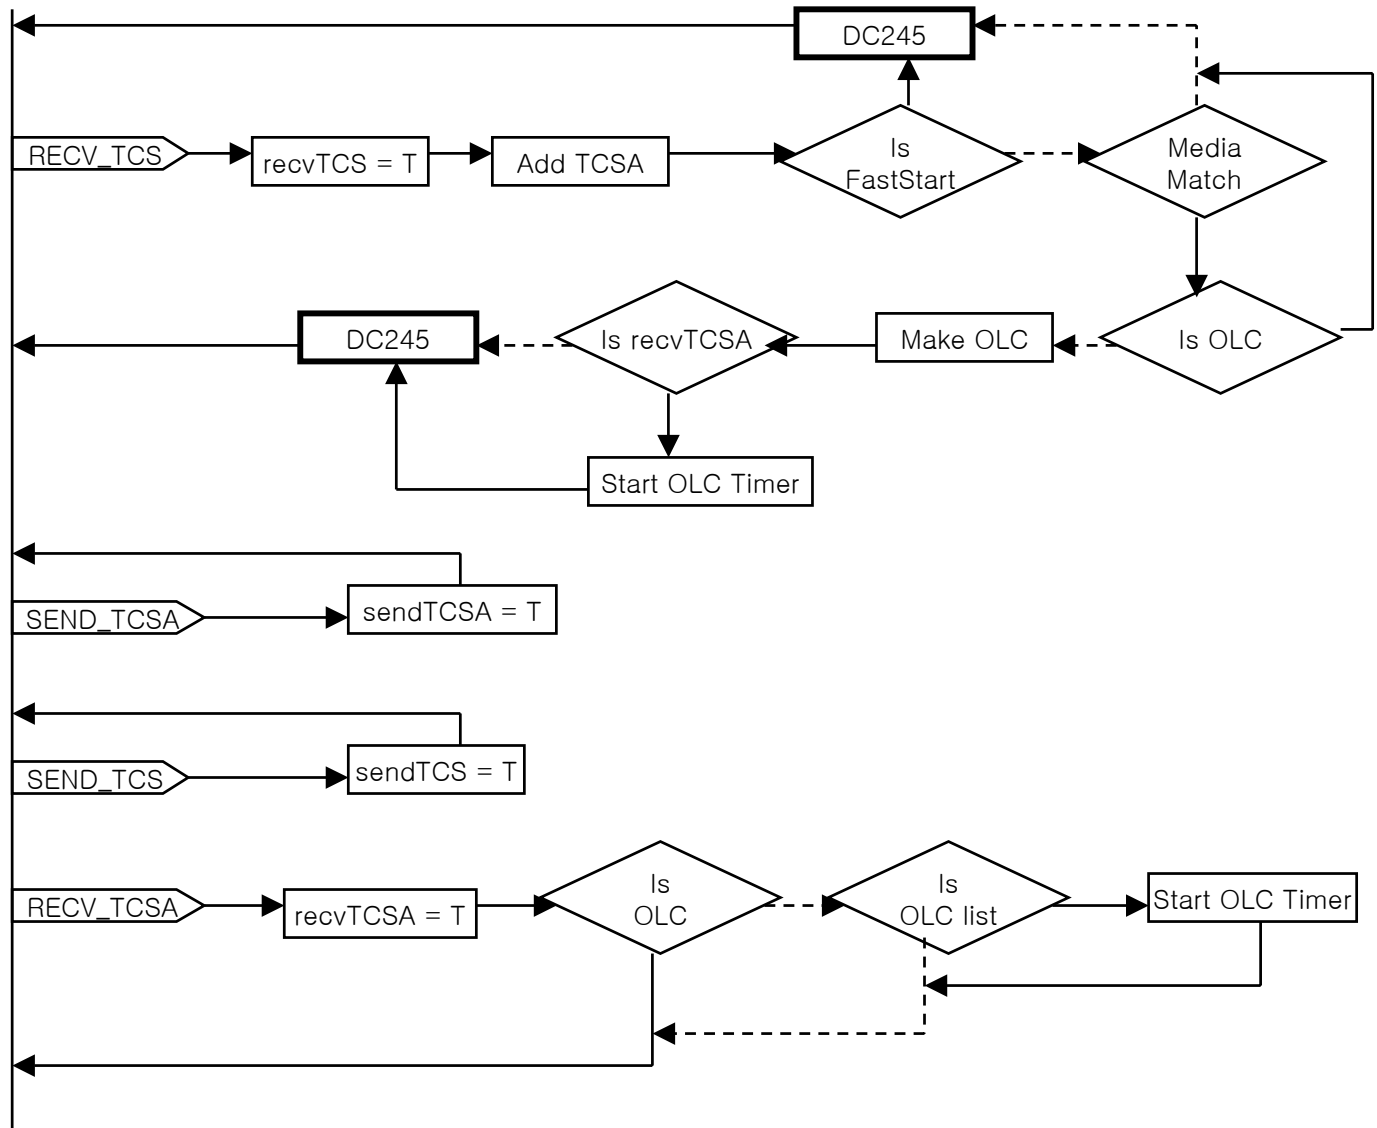 DC245
RECV_TCS
recvTCS = T
Add TCSA
Is
FastStart
Media
Match
DC245
Is recvTCSA
Make OLC
Is OLC
Start OLC Timer
SEND_TCSA
sendTCSA = T
SEND_TCS
sendTCS = T
RECV_TCSA
recvTCSA = T
Is
OLC
Is
OLC list
Start OLC Timer